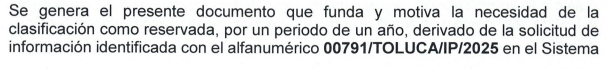 Se genera el presente documento que funda y motiva la necesidad de la
clasificación como reservada, por un periodo de un año, derivado de la solicitud de
información identificada con el alfanumérico 00791/TOLUCA/IP/2025 en el Sistema